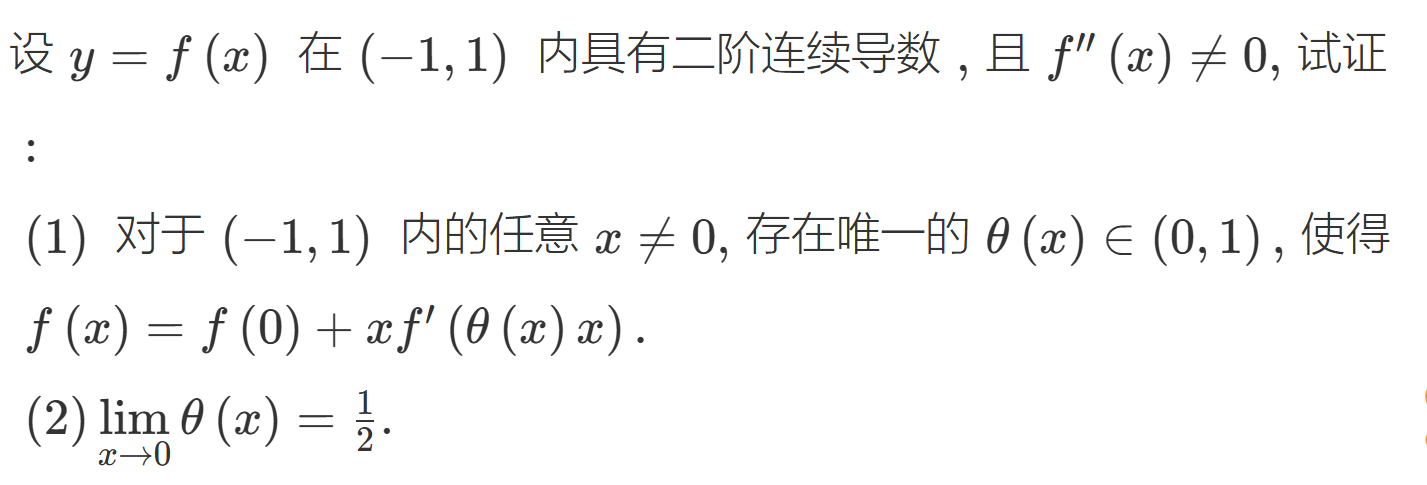 设 y = f (x) 在 (−1, 1) 内具有二阶连续导数 , 且 f″ (x) ≠ 0, 试证
:
(1) 对于 (−1, 1) 内的任意 x ≠ 0, 存在唯一的 θ (x) ∈ (0, 1) , 使得
f (x) = f (0) + xf′ (θ (x) x) .
(2) lim_{x→0} θ (x) = 1/2.